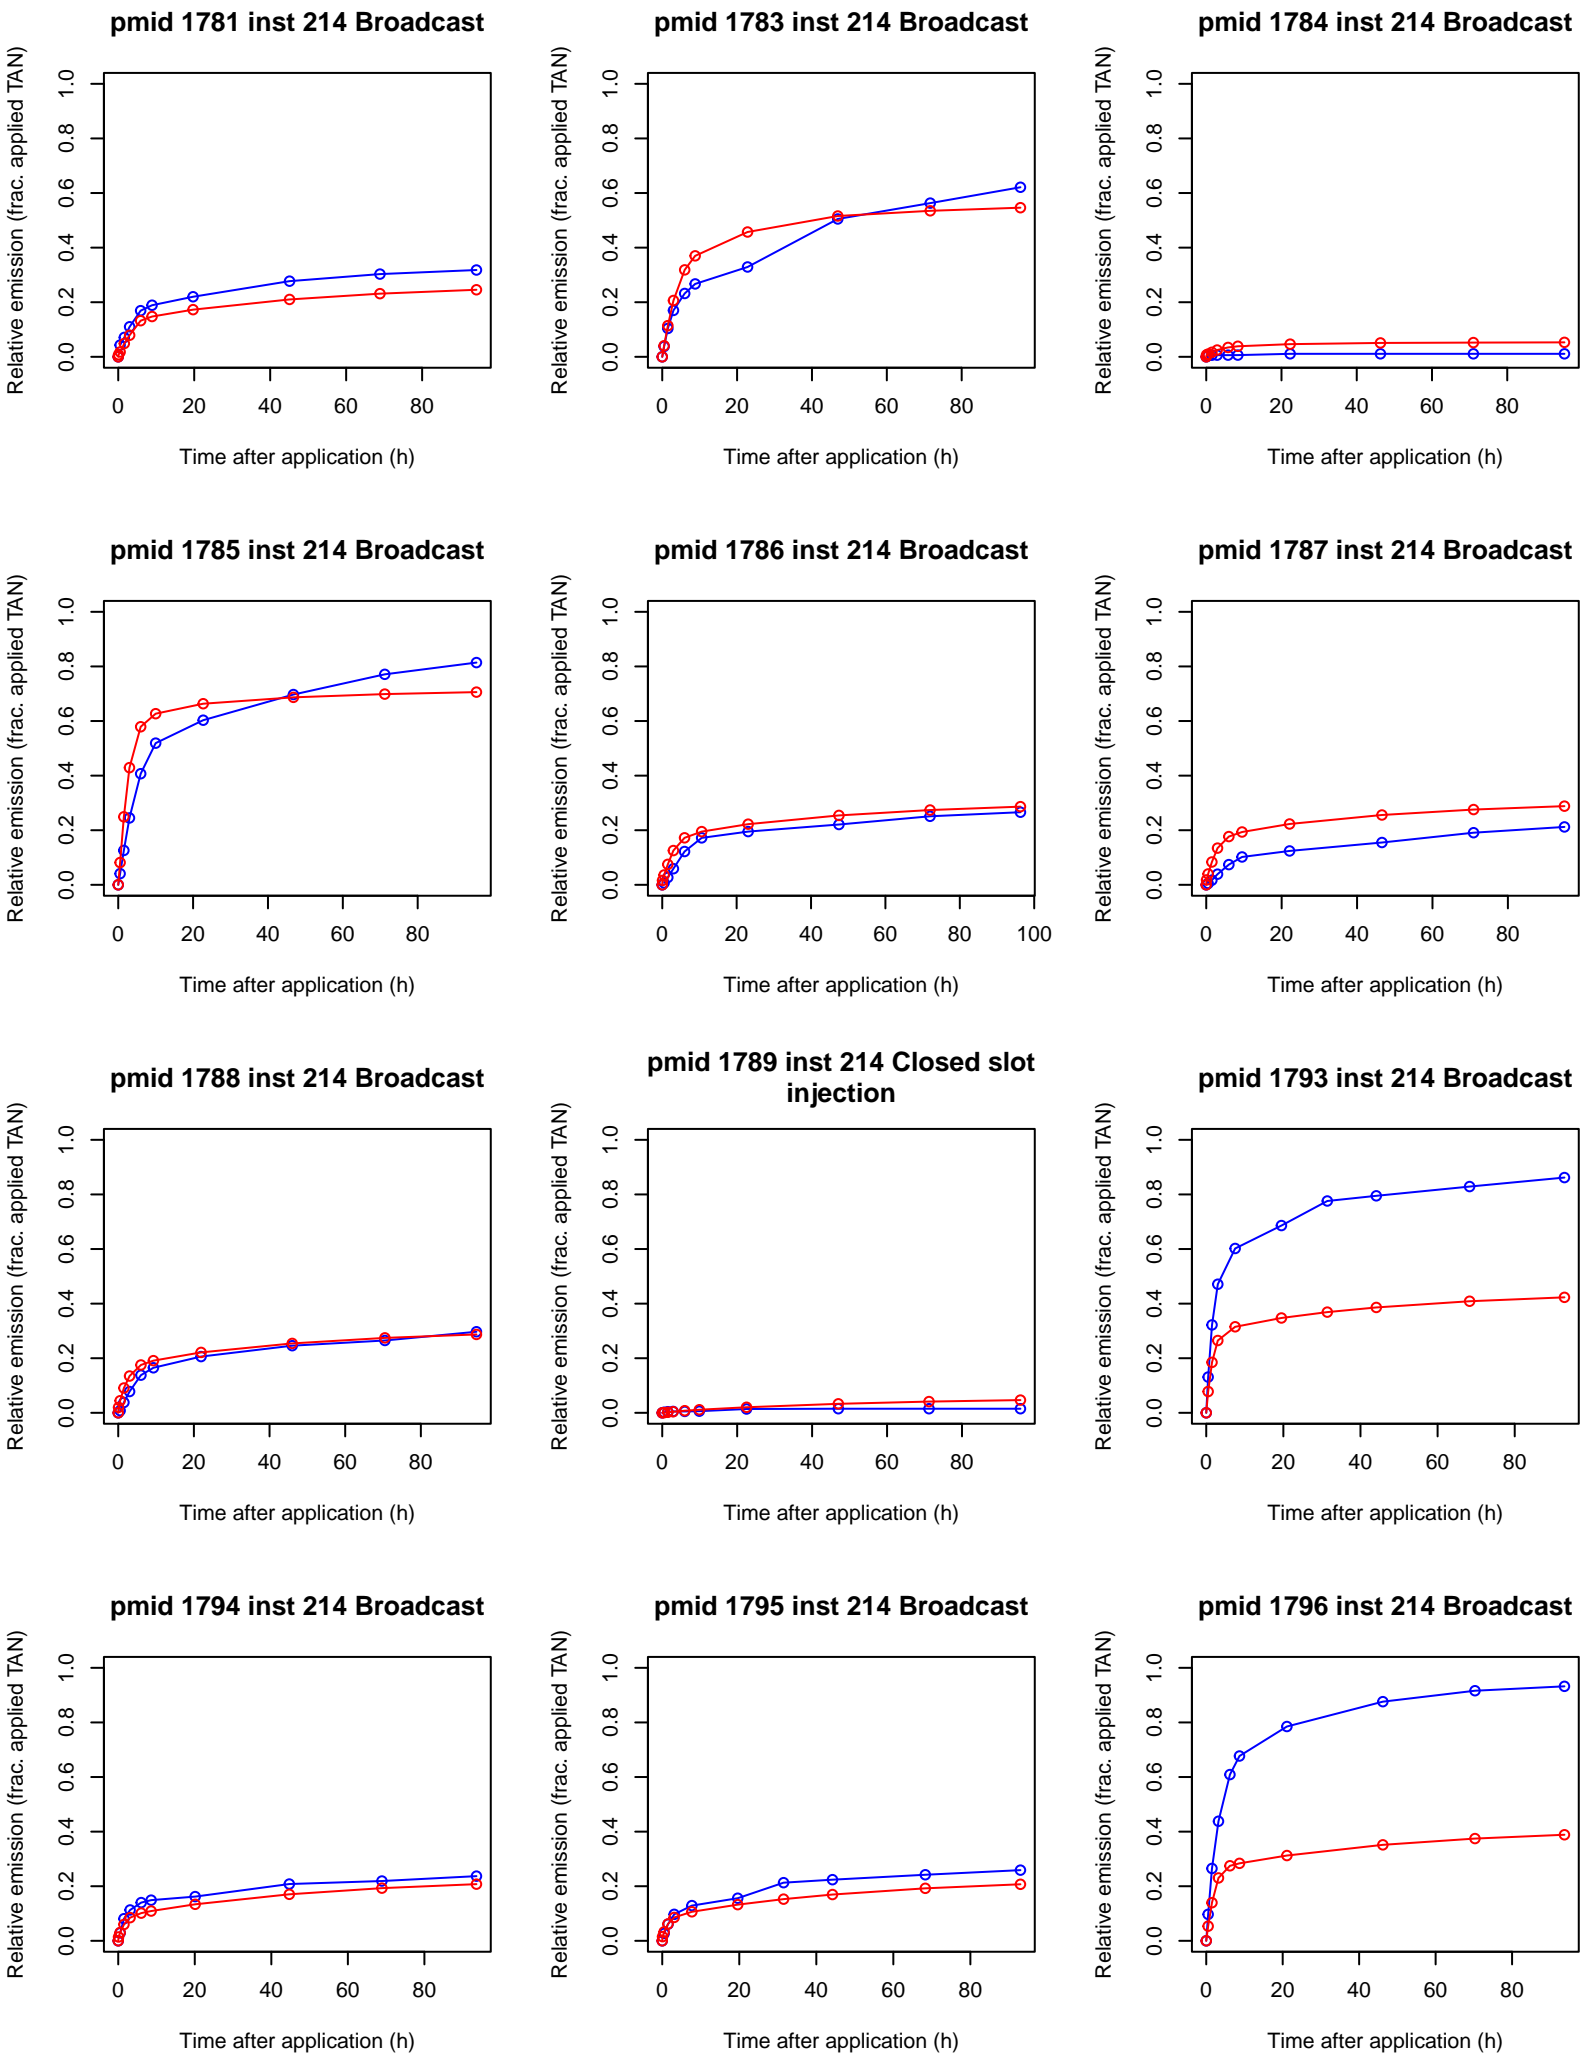 pmid 1781 inst 214 Broadcast
Relative emission (frac. applied TAN)
1.0
0.8
0.6
0.4
0.2
0.0
0 20 40 60 80
Time after application (h)
pmid 1783 inst 214 Broadcast
Relative emission (frac. applied TAN)
1.0
0.8
0.6
0.4
0.2
0.0
0 20 40 60 80
Time after application (h)
pmid 1784 inst 214 Broadcast
Relative emission (frac. applied TAN)
1.0
0.8
0.6
0.4
0.2
0.0
0 20 40 60 80
Time after application (h)
pmid 1785 inst 214 Broadcast
Relative emission (frac. applied TAN)
1.0
0.8
0.6
0.4
0.2
0.0
0 20 40 60 80
Time after application (h)
pmid 1786 inst 214 Broadcast
Relative emission (frac. applied TAN)
1.0
0.8
0.6
0.4
0.2
0.0
0 20 40 60 80 100
Time after application (h)
pmid 1787 inst 214 Broadcast
Relative emission (frac. applied TAN)
1.0
0.8
0.6
0.4
0.2
0.0
0 20 40 60 80
Time after application (h)
pmid 1788 inst 214 Broadcast
Relative emission (frac. applied TAN)
1.0
0.8
0.6
0.4
0.2
0.0
0 20 40 60 80
Time after application (h)
pmid 1789 inst 214 Closed slot
injection
Relative emission (frac. applied TAN)
1.0
0.8
0.6
0.4
0.2
0.0
0 20 40 60 80
Time after application (h)
pmid 1793 inst 214 Broadcast
Relative emission (frac. applied TAN)
1.0
0.8
0.6
0.4
0.2
0.0
0 20 40 60 80
Time after application (h)
pmid 1794 inst 214 Broadcast
Relative emission (frac. applied TAN)
1.0
0.8
0.6
0.4
0.2
0.0
0 20 40 60 80
Time after application (h)
pmid 1795 inst 214 Broadcast
Relative emission (frac. applied TAN)
1.0
0.8
0.6
0.4
0.2
0.0
0 20 40 60 80
Time after application (h)
pmid 1796 inst 214 Broadcast
Relative emission (frac. applied TAN)
1.0
0.8
0.6
0.4
0.2
0.0
0 20 40 60 80
Time after application (h)